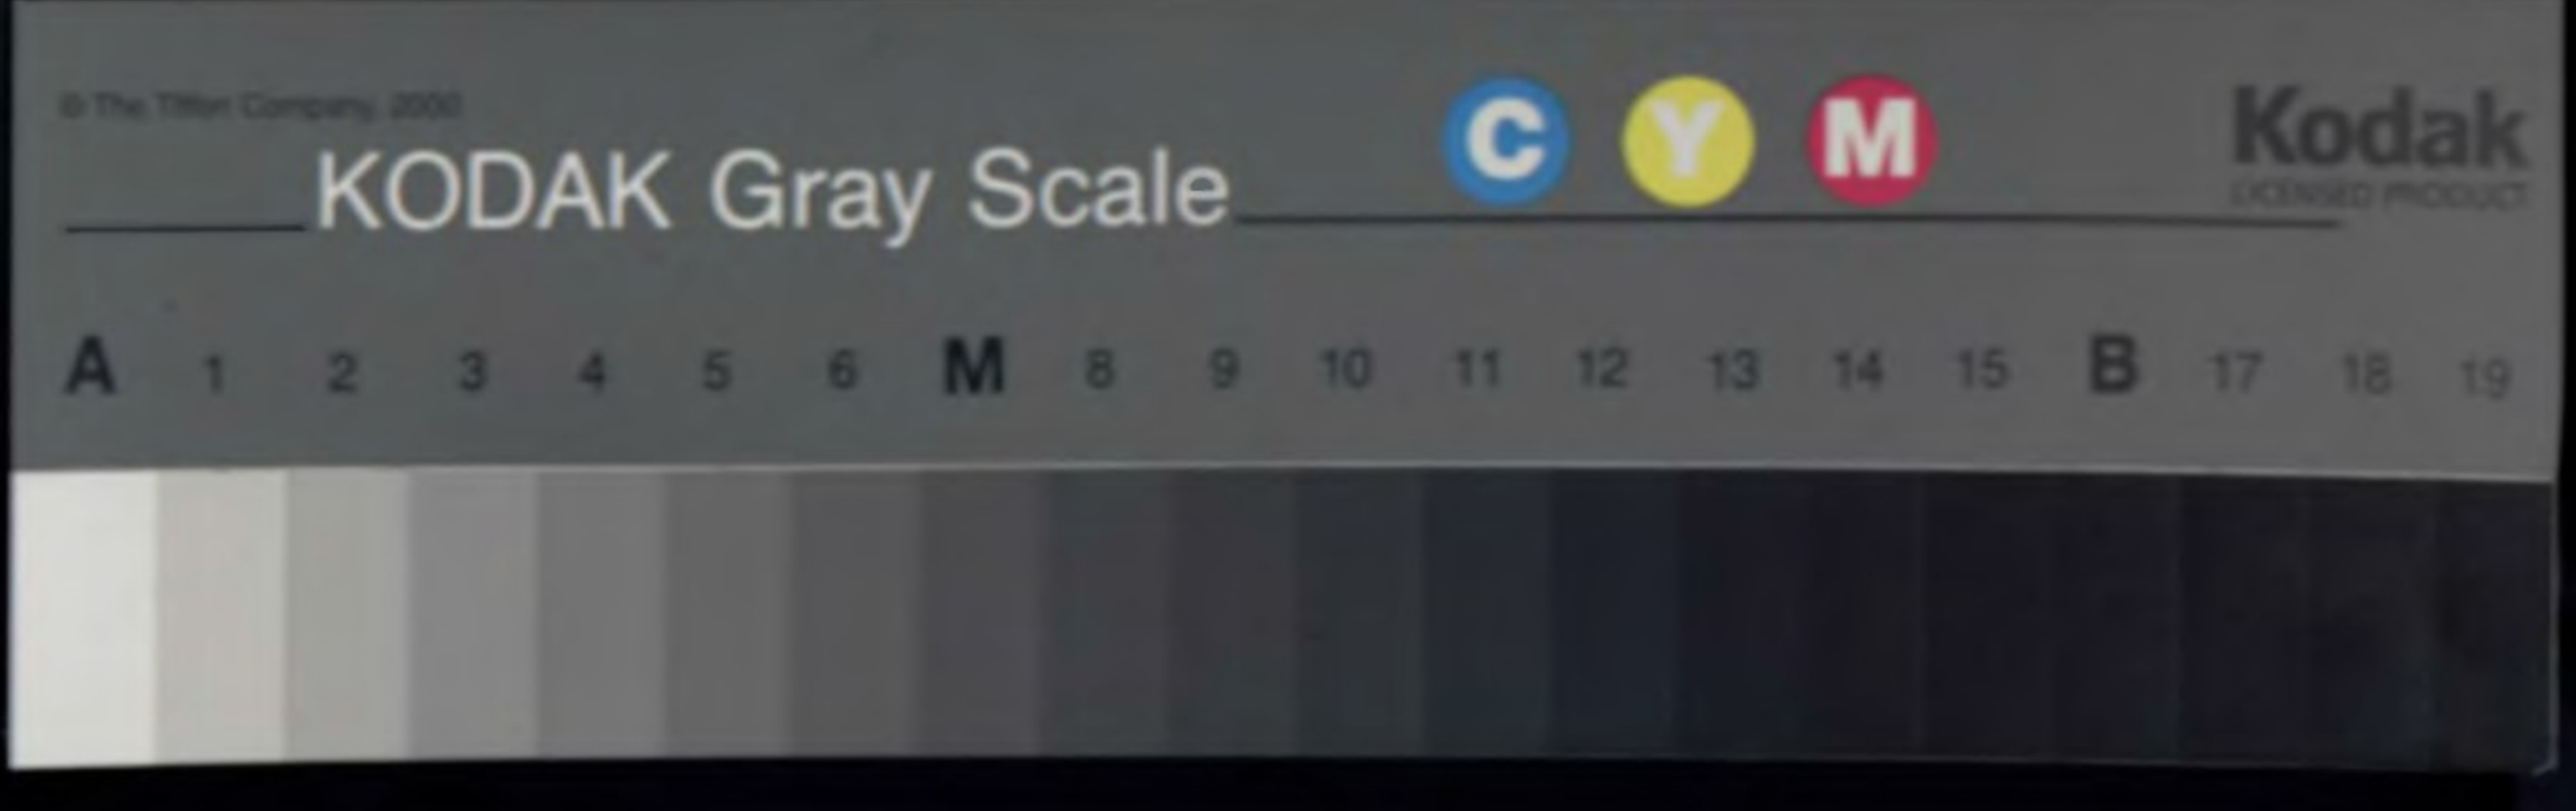 © The Tiffen Company, 2000
KODAK Gray Scale
C Y M
Kodak
LICENSED PRODUCT
A 1 2 3 4 5 6 M 8 9 10 11 12 13 14 15 B 17 18 19